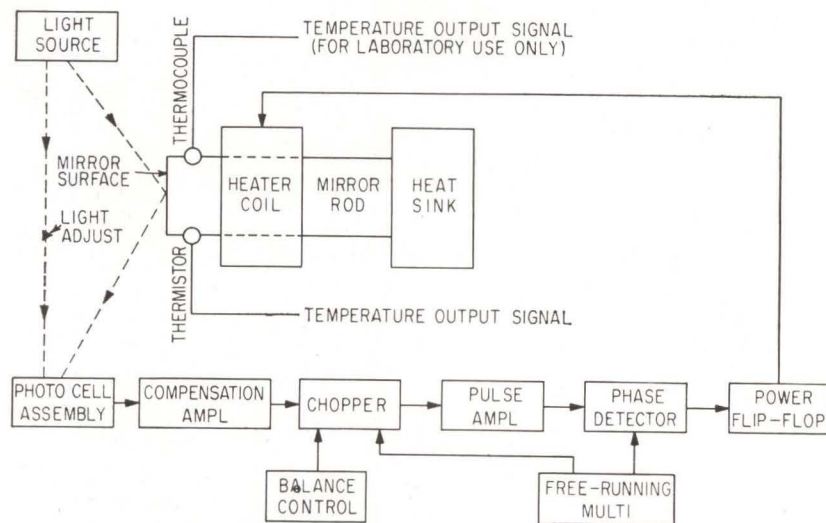 LIGHT
SOURCE
TEMPERATURE OUTPUT SIGNAL
(FOR LABORATORY USE ONLY)
THERMOCOUPLE
MIRROR
SURFACE
HEATER
COIL
MIRROR
ROD
HEAT
SINK
LIGHT
ADJUST
THERMISTOR
TEMPERATURE OUTPUT SIGNAL
PHOTO CELL
ASSEMBLY
COMPENSATION
AMPL
CHOPPER
PULSE
AMPL
PHASE
DETECTOR
POWER
FLIP-FLOP
BALANCE
CONTROL
FREE-RUNNING
MULTI